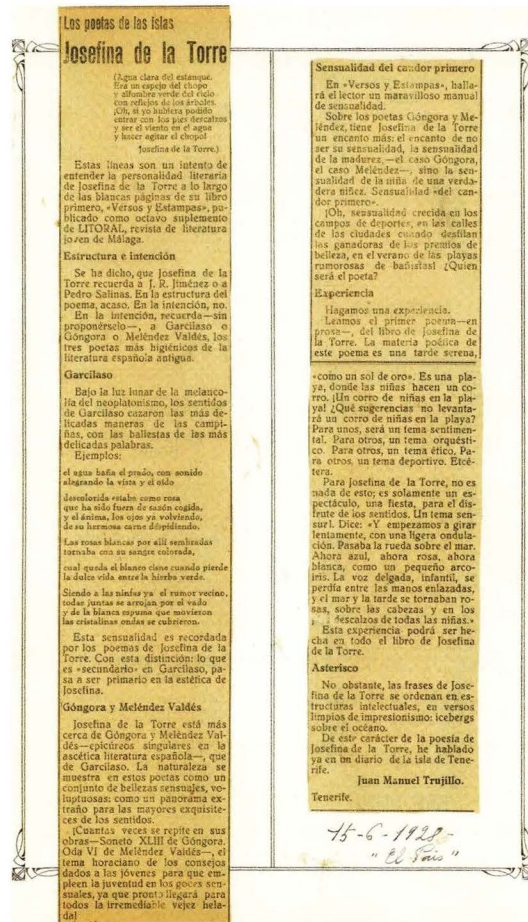 Los poetas de las islas
Josefina de la Torre
(Agua clara del estanque.
Era un espejo del chopo
y alfombra verde del cielo
con reflejos de los árboles.
¡Oh, si yo hubiera podido
entrar con los pies descalzos
y ser el viento en el agua
y hacer agitar el chopo!
Josefina de la Torre.)
Estas líneas son un intento de
entender la personalidad literaria
de Josefina de la Torre a lo largo
de las blancas páginas de su libro
primero, «Versos y Estampas», pu-
blicado como octavo suplemento
de LITORAL, revista de literatura
joven de Málaga.
Estructura e intención
Se ha dicho, que Josefina de la
Torre recuerda a J. R. Jiménez o a
Pedro Salinas. En la estructura del
poema, acaso. En la intención, no.
En la intención, recuerda—sin
proponérselo—, a Garcilaso o
Góngora o Meléndez Valdés, los
tres poetas más higiénicos de la
literatura española antigua.
Garcilaso
Bajo la luz lunar de la melanco-
lía del neoplatonismo, los sentidos
de Garcilaso cazaron las más de-
licadas maneras de las campi-
ñas, con las ballestas de las más
delicadas palabras.
Ejemplos:
el agua baña el prado, con sonido
alegrando la vista y el oído
descolorida estaba como rosa
que ha sido fuera de sazón cogida,
y el ánima, los ojos ya volviendo,
de su hermosa carne despidiendo.
Las rosas blancas por allí sembradas
tornaba con su sangre colorada,
cual queda el blanco cisne cuando pierde
la dulce vida entre la hierba verde.
Siendo a las ninfas ya el rumor vecino,
todas juntas se arrojan por el vado
y de la blanca espuma que movieron
las cristalinas ondas se cubrieron.
Esta sensualidad es recordada
por los poemas de Josefina de la
Torre. Con esta distinción: lo que
es «secundario» en Garcilaso, pa-
sa a ser primario en la estética de
Josefina.
Góngora y Meléndez Valdés
Josefina de la Torre está más
cerca de Góngora y Meléndez Val-
dés—epicúreos singulares en la
ascética literatura española—, que
de Garcilaso. La naturaleza se
muestra en estos poetas como un
conjunto de bellezas sensuales, vo-
luptuosas: como un panorama ex-
traño para las mayores exquisite-
ces de los sentidos.
¡Cuántas veces se repite en sus
obras—Soneto XLIII de Góngora.
Oda VI de Meléndez Valdés—, el
tema horaciano de los consejos
dados a las jóvenes para que em-
pleen la juventud en los goces sen-
suales, ya que pronto llegará para
todos la irremediable vejez hela-
da!
Sensualidad del candor primero
En «Versos y Estampas», halla-
rá el lector un maravilloso manual
de sensualidad.
Sobre los poetas Góngora y Me-
léndez, tiene Josefina de la Torre
un encanto más: el encanto de no
ser su sensualidad, la sensualidad
de la madurez,—el caso Góngora,
el caso Meléndez—, sino la sen-
sualidad de la niña de una verda-
dera niñez. Sensualidad «del can-
dor primero».
¡Oh, sensualidad crecida en los
campos de deportes, en las calles
de las ciudades cuando desfilan
las ganadoras de los premios de
belleza, en el verano de las playas
rumorosas de bañistas! ¿Quien
será el poeta?
Experiencia
Hagamos una experiencia.
Leamos el primer poema—en
prosa—, del libro de Josefina de
la Torre. La materia poética de
este poema es una tarde serena,
«como un sol de oro». Es una pla-
ya, donde las niñas hacen un co-
rro. ¡Un corro de niñas en la pla-
ya! ¿Qué sugerencias no levanta-
rá un corro de niñas en la playa?
Para unos, será un tema sentimen-
tal. Para otros, un tema orquésti-
co. Para otros, un tema ético. Pa-
ra otros, un tema deportivo. Etcé-
tera.
Para Josefina de la Torre, no es
nada de esto; es solamente un es-
pectáculo, una fiesta, para el dis-
frute de los sentidos. Un tema sen-
sual. Dice: «Y empezamos a girar
lentamente, con una ligera ondula-
ción. Pasaba la rueda sobre el mar.
Ahora azul, ahora rosa, ahora
blanca, como un pequeño arco-
iris. La voz delgada, infantil, se
perdía entre las manos enlazadas,
y el mar y la tarde se tornaban ro-
sas, sobre las cabezas y en los
descalzos de todas las niñas.»
Esta experiencia podrá ser he-
cha en todo el libro de Josefina
de la Torre.
Asterisco
No obstante, las frases de Jose-
fina de la Torre se ordenan en es-
tructuras intelectuales, en versos
limpios de impresionismo: icebergs
sobre el océano.
De este carácter de la poesía de
Josefina de la Torre, he hablado
ya en un diario de la isla de Tene-
rife.
Juan Manuel Trujillo.
Tenerife.
15-6-1928-
"El País"